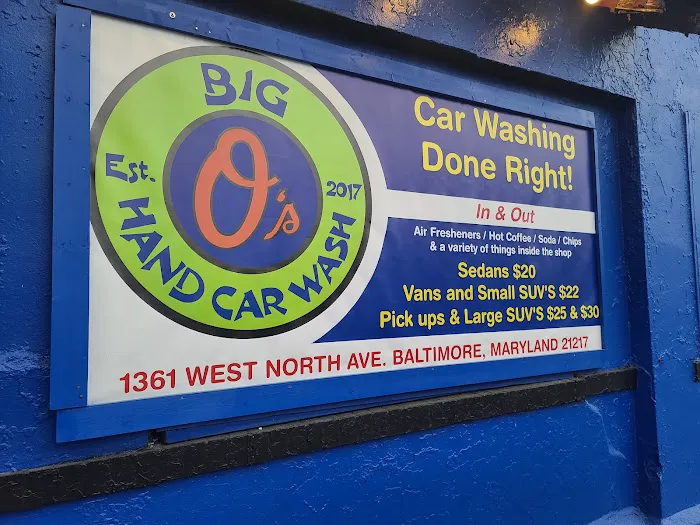 BIG
O's
Est. 2017
HAND CAR WASH
Car Washing
Done Right!
In & Out
Air Fresheners / Hot Coffee / Soda / Chips
& a variety of things inside the shop
Sedans $20
Vans and Small SUV'S $22
Pick ups & Large SUV'S $25 & $30
1361 WEST NORTH AVE. BALTIMORE, MARYLAND 21217